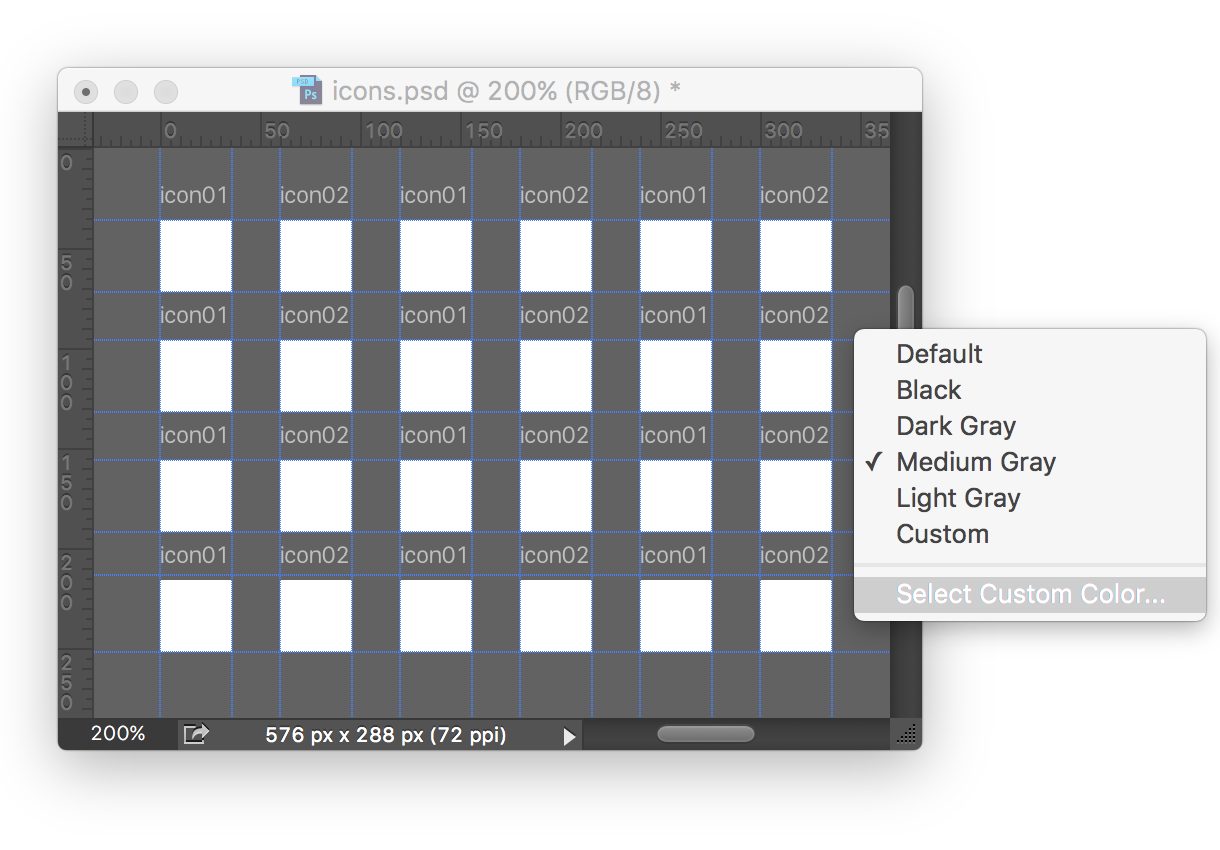 PSD
Ps
icons.psd @ 200% (RGB/8) *
0 50 100 150 200 250 300 35
0
icon01 icon02 icon01 icon02 icon01 icon02
50
icon01 icon02 icon01 icon02 icon01 icon02
100
icon01 icon02 icon01 icon02 icon01 icon02
150
icon01 icon02 icon01 icon02 icon01 icon02
200
250
Default
Black
Dark Gray
✓ Medium Gray
Light Gray
Custom
Select Custom Color...
200%
576 px x 288 px (72 ppi)